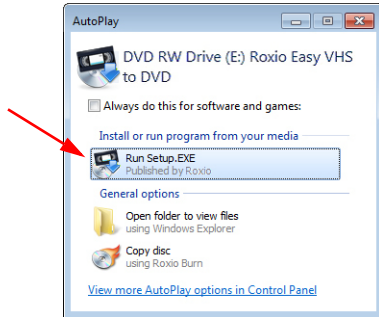 AutoPlay
DVD RW Drive (E:) Roxio Easy VHS
to DVD
Always do this for software and games:
Install or run program from your media
Run Setup.EXE
Published by Roxio
General options
Open folder to view files
using Windows Explorer
Copy disc
using Roxio Burn
View more AutoPlay options in Control Panel